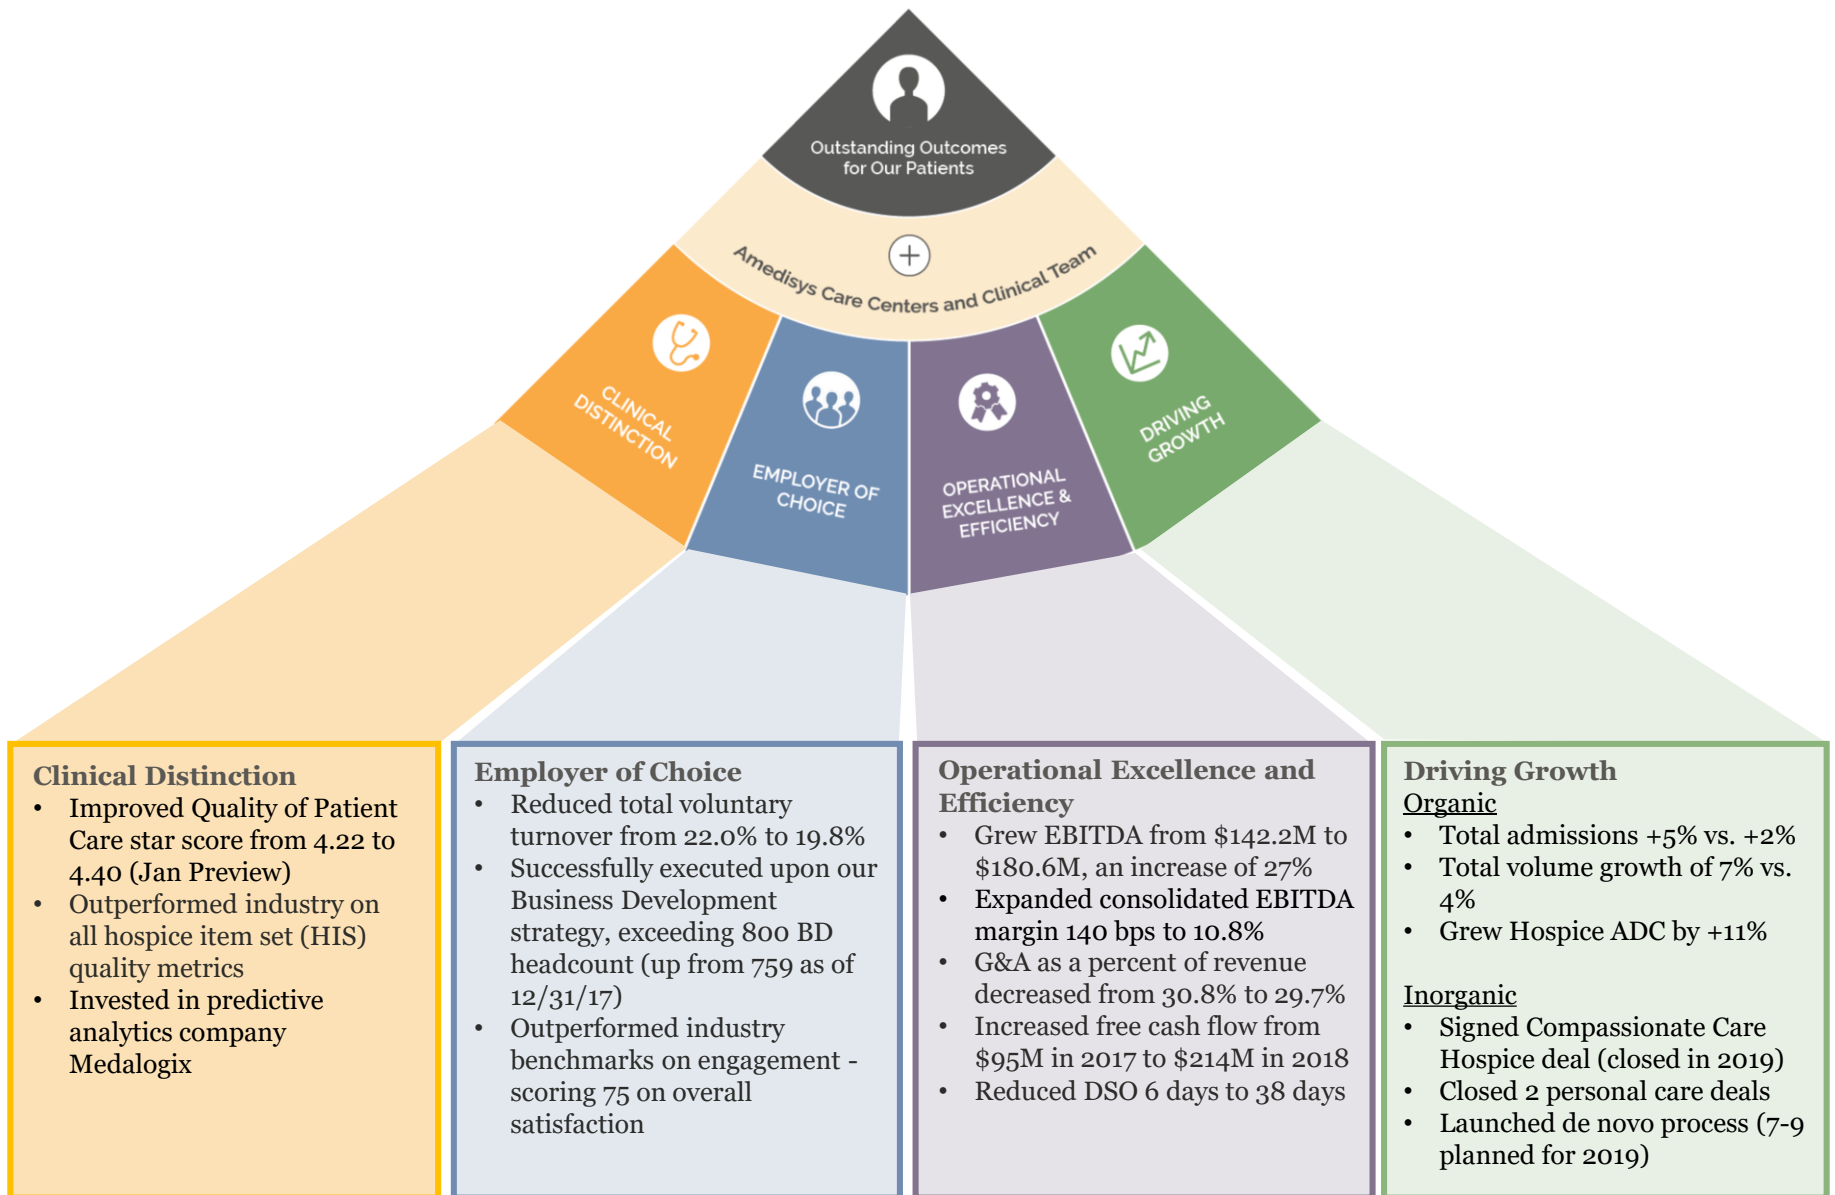 Outstanding Outcomes
for Our Patients
Amedisys Care Centers and Clinical Team
CLINICAL
DISTINCTION
EMPLOYER OF
CHOICE
OPERATIONAL
EXCELLENCE &
EFFICIENCY
DRIVING
GROWTH
Clinical Distinction
• Improved Quality of Patient
Care star score from 4.22 to
4.40 (Jan Preview)
• Outperformed industry on
all hospice item set (HIS)
quality metrics
• Invested in predictive
analytics company
Medalogix
Employer of Choice
• Reduced total voluntary
turnover from 22.0% to 19.8%
• Successfully executed upon our
Business Development
strategy, exceeding 800 BD
headcount (up from 759 as of
12/31/17)
• Outperformed industry
benchmarks on engagement -
scoring 75 on overall
satisfaction
Operational Excellence and
Efficiency
• Grew EBITDA from $142.2M to
$180.6M, an increase of 27%
• Expanded consolidated EBITDA
margin 140 bps to 10.8%
• G&A as a percent of revenue
decreased from 30.8% to 29.7%
• Increased free cash flow from
$95M in 2017 to $214M in 2018
• Reduced DSO 6 days to 38 days
Driving Growth
Organic
• Total admissions +5% vs. +2%
• Total volume growth of 7% vs.
4%
• Grew Hospice ADC by +11%
Inorganic
• Signed Compassionate Care
Hospice deal (closed in 2019)
• Closed 2 personal care deals
• Launched de novo process (7-9
planned for 2019)